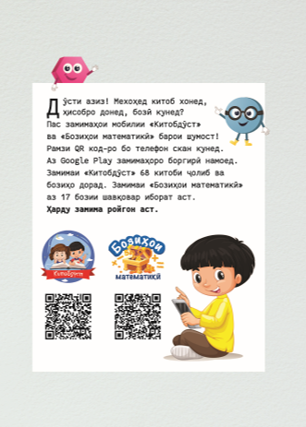 Дӯсти азиз! Мехоҳед китоб хонед,
ҳисобро донед, бозӣ кунед?
Пас замимаҳои мобилии «Китобдӯст»
ва «Бозиҳои математикӣ» барои шумост!
Рамзи QR код-ро бо телефон скан кунед.
Аз Google Play замимаҳоро боргирӣ намоед.
Замимаи «Китобдӯст» 68 китоби ҷолиб ва
бозиҳо дорад. Замимаи «Бозиҳои математикӣ»
аз 17 бозии шавқовар иборат аст.
Ҳарду замима ройгон аст.
Китобдӯст
Бозиҳои
математикӣ